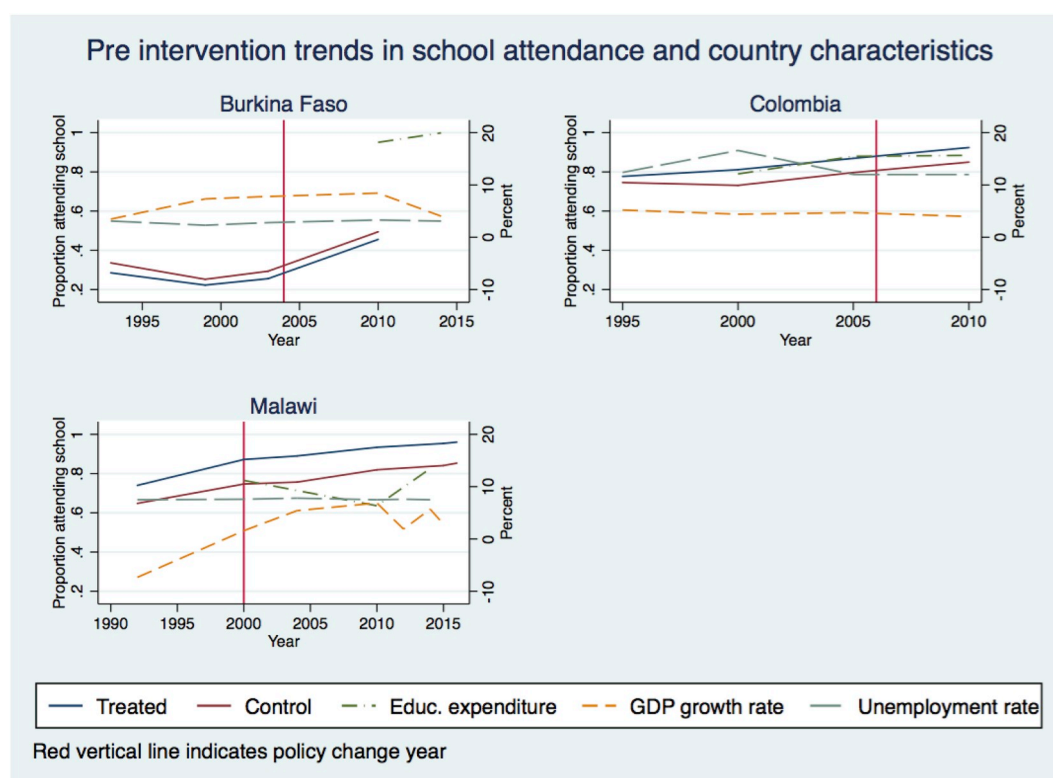 Pre intervention trends in school attendance and country characteristics
Burkina Faso
Proportion attending school
1
.8
.6
.4
.2
20
10
0
-10
Percent
1995 2000 2005 2010 2015
Year
Colombia
Proportion attending school
1
.8
.6
.4
.2
20
10
0
-10
Percent
1995 2000 2005 2010
Year
Malawi
Proportion attending school
1
.8
.6
.4
.2
20
10
0
-10
Percent
1990 1995 2000 2005 2010 2015
Year
Treated Control Educ. expenditure GDP growth rate Unemployment rate
Red vertical line indicates policy change year